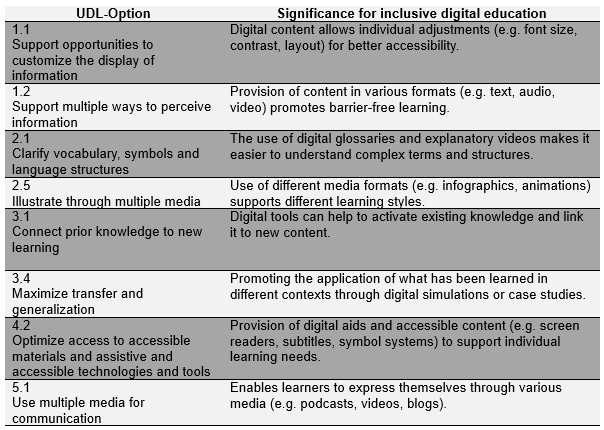 UDL-Option
Significance for inclusive digital education
1.1
Support opportunities to
customize the display of
information
Digital content allows individual adjustments (e.g. font size,
contrast, layout) for better accessibility.
1.2
Support multiple ways to perceive
information
Provision of content in various formats (e.g. text, audio,
video) promotes barrier-free learning.
2.1
Clarify vocabulary, symbols and
language structures
The use of digital glossaries and explanatory videos makes it
easier to understand complex terms and structures.
2.5
Illustrate through multiple media
Use of different media formats (e.g. infographics, animations)
supports different learning styles.
3.1
Connect prior knowledge to new
learning
Digital tools can help to activate existing knowledge and link
it to new content.
3.4
Maximize transfer and
generalization
Promoting the application of what has been learned in
different contexts through digital simulations or case studies.
4.2
Optimize access to accessible
materials and assistive and
accessible technologies and tools
Provision of digital aids and accessible content (e.g. screen
readers, subtitles, symbol systems) to support individual
learning needs.
5.1
Use multiple media for
communication
Enables learners to express themselves through various
media (e.g. podcasts, videos, blogs).